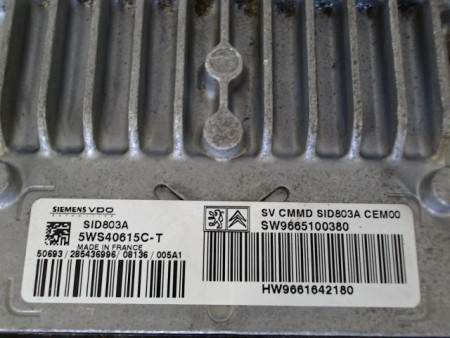 SIEMENS VDO
SID803A
5WS40615C-T
MADE IN FRANCE
50693 / 285436996 / 08136 / 005A1
SV CMMD SID803A CEM00
SW9665100380
HW9661642180